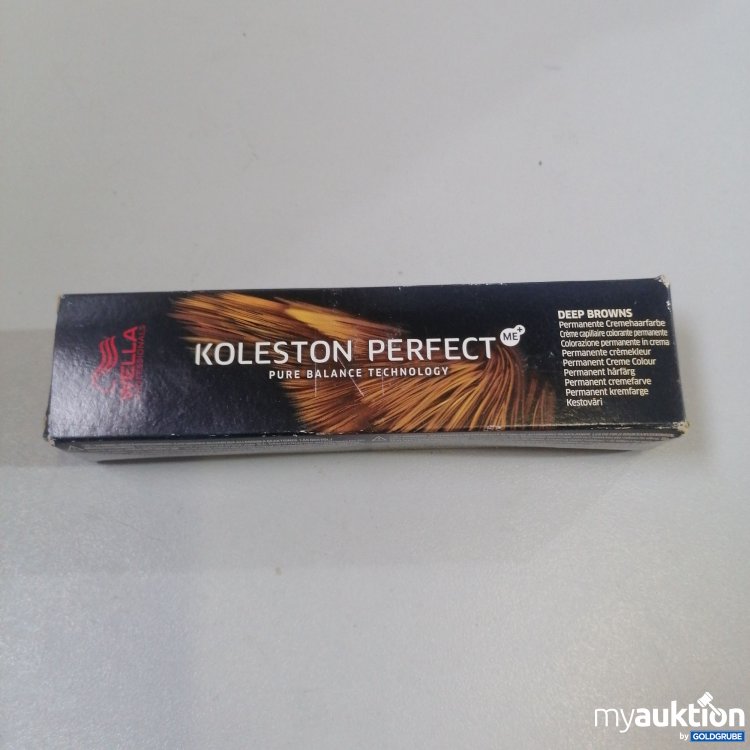 WELLA
PROFESSIONALS
KOLESTON PERFECT ME+
PURE BALANCE TECHNOLOGY
DEEP BROWNS
Permanente Cremehaarfarbe
Crème capillaire colorante permanente
Colorazione permanente in crema
Permanente crèmekleur
Permanent Creme Colour
Permanent hårfärg
Permanent cremefarve
Permanent kremfarge
Kestoväri
myauktion
by GOLDGRUBE